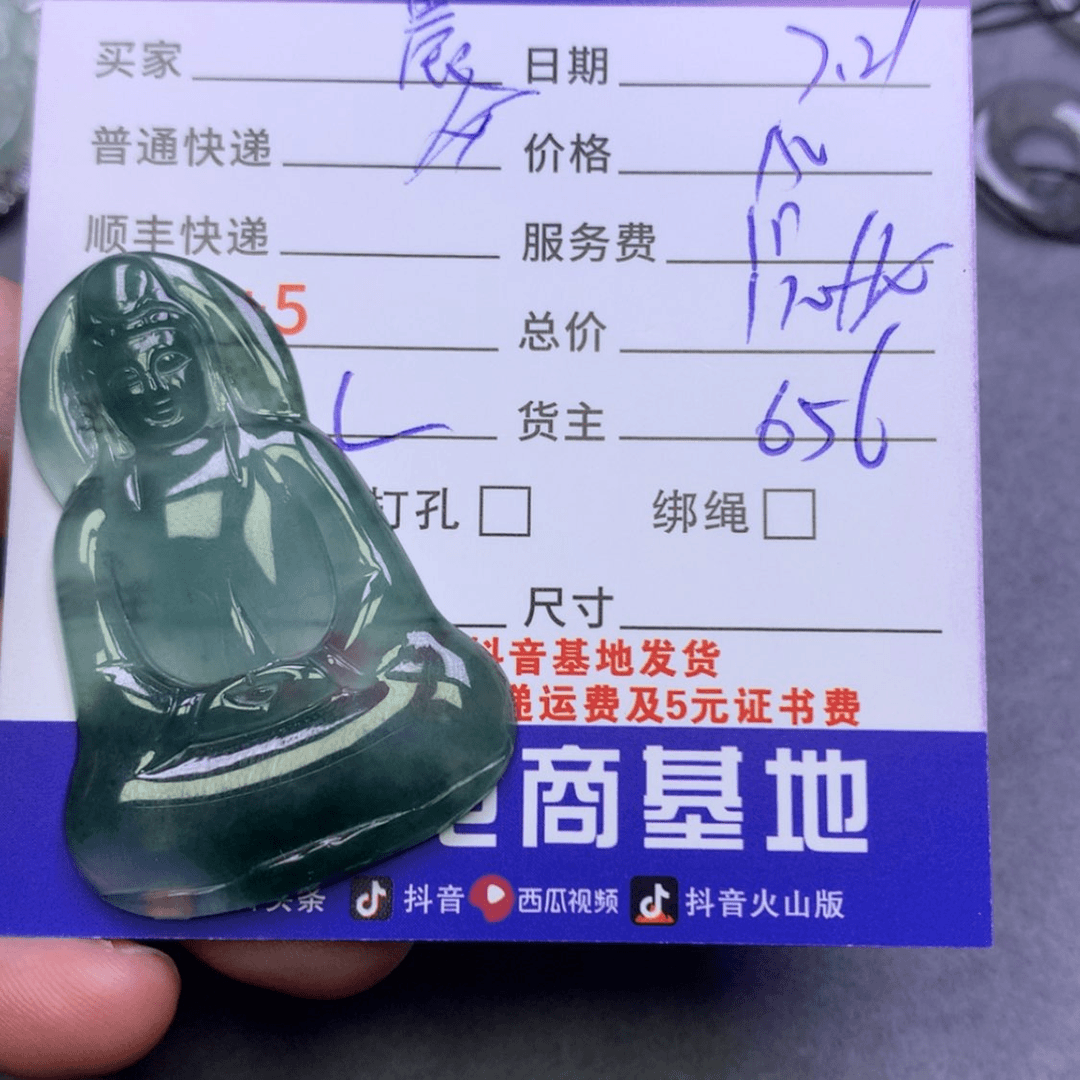 买家 日期 7.21
普通快递 价格
顺丰快递 服务费
5 总价
L 货主 656
打孔 绑绳
尺寸
抖音基地发货
递运费及5元证书费
电商基地
头条 抖音 西瓜视频 抖音火山版